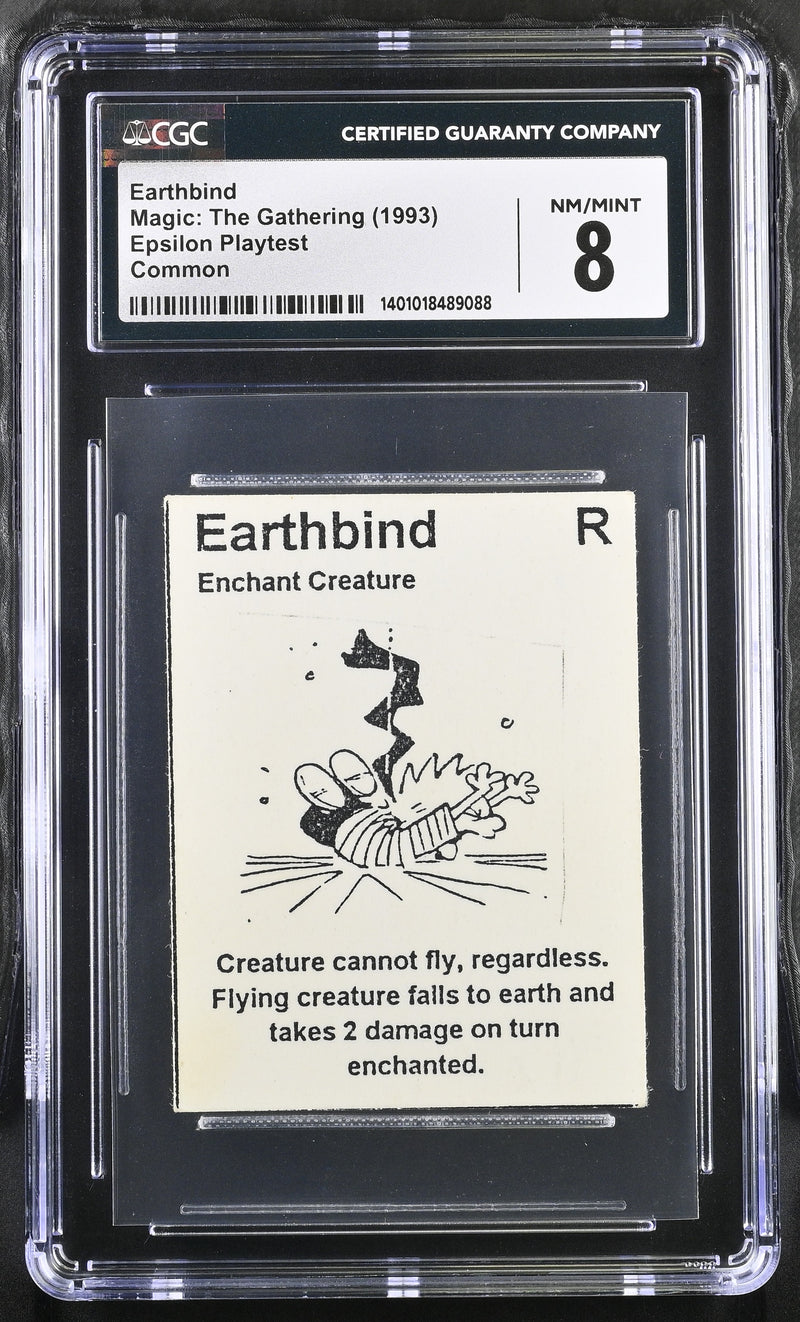 CGC
CERTIFIED GUARANTY COMPANY
Earthbind
Magic: The Gathering (1993)
Epsilon Playtest
Common
NM/MINT
8
1401018489088
Earthbind R
Enchant Creature
Creature cannot fly, regardless.
Flying creature falls to earth and
takes 2 damage on turn
enchanted.